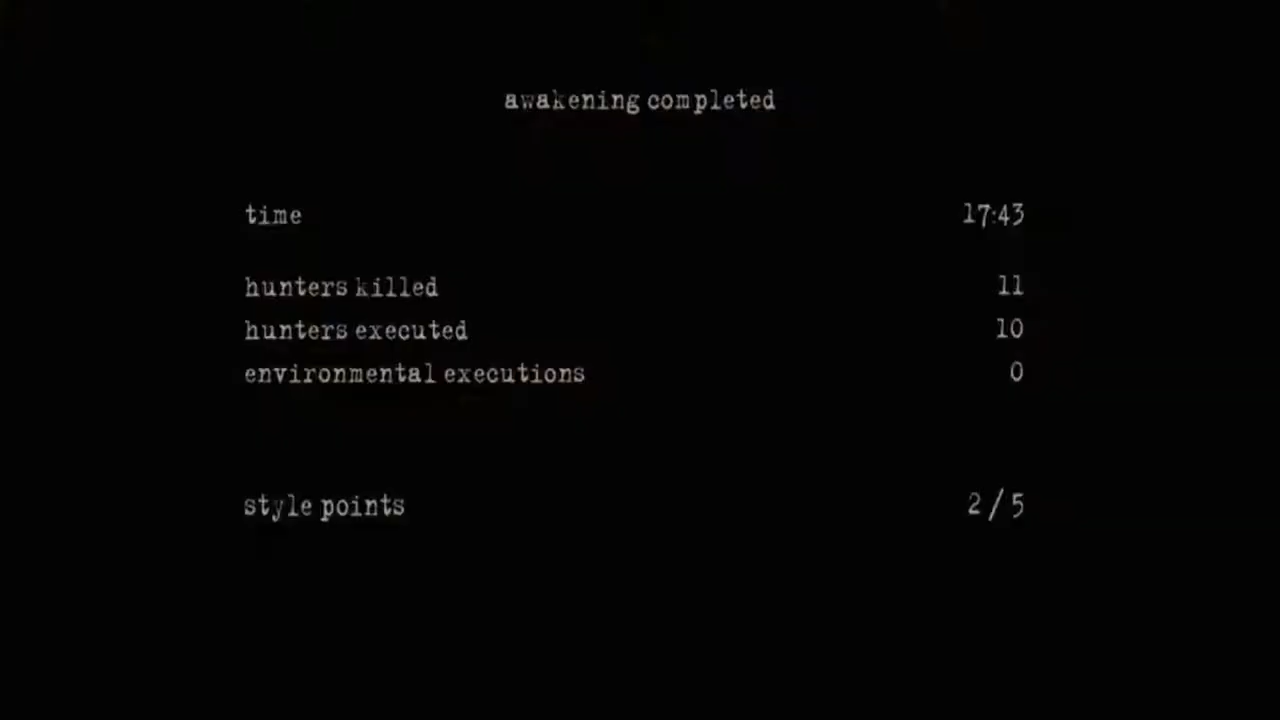 awakening completed
time 17:43
hunters killed 11
hunters executed 10
environmental executions 0
style points 2 / 5